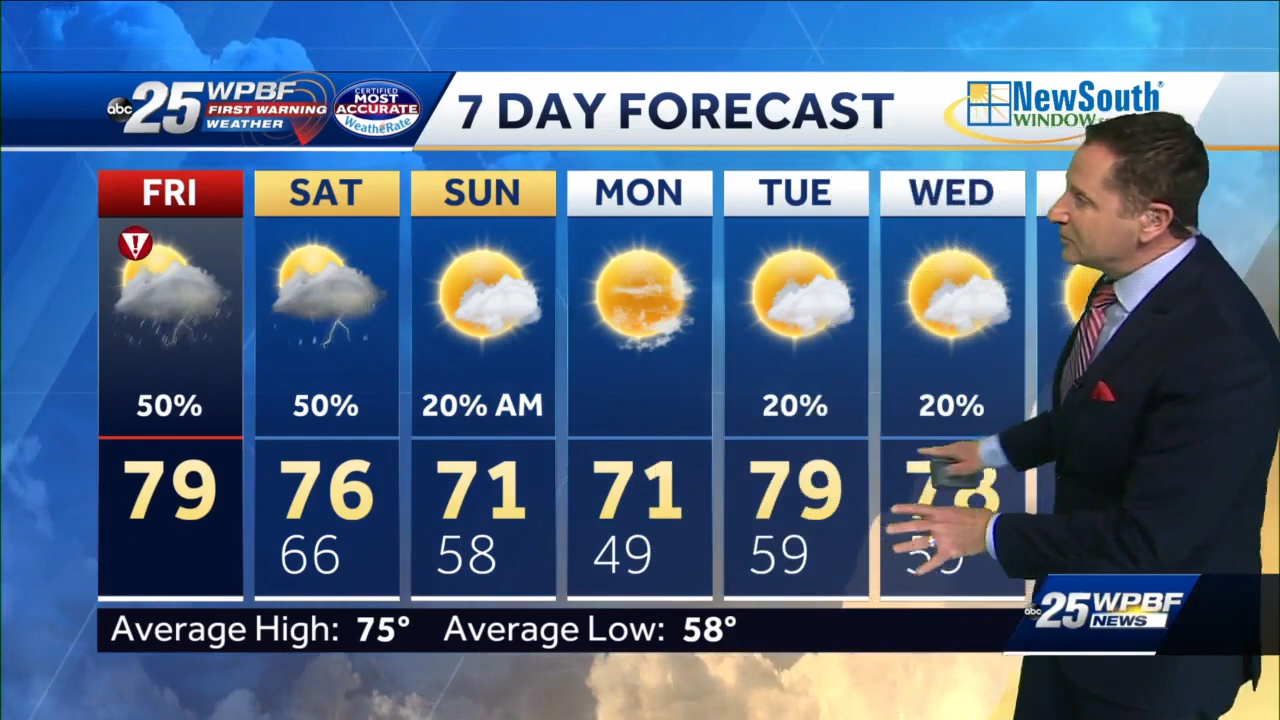 abc 25 WPBF
FIRST WARNING
WEATHER
CERTIFIED
MOST
ACCURATE
WeatheRate
7 DAY FORECAST
NewSouth
WINDOW
FRI SAT SUN MON TUE WED
50% 50% 20% AM 20% 20%
79 76 71 71 79 78
66 58 49 59
Average High: 75° Average Low: 58°
abc 25 WPBF
NEWS